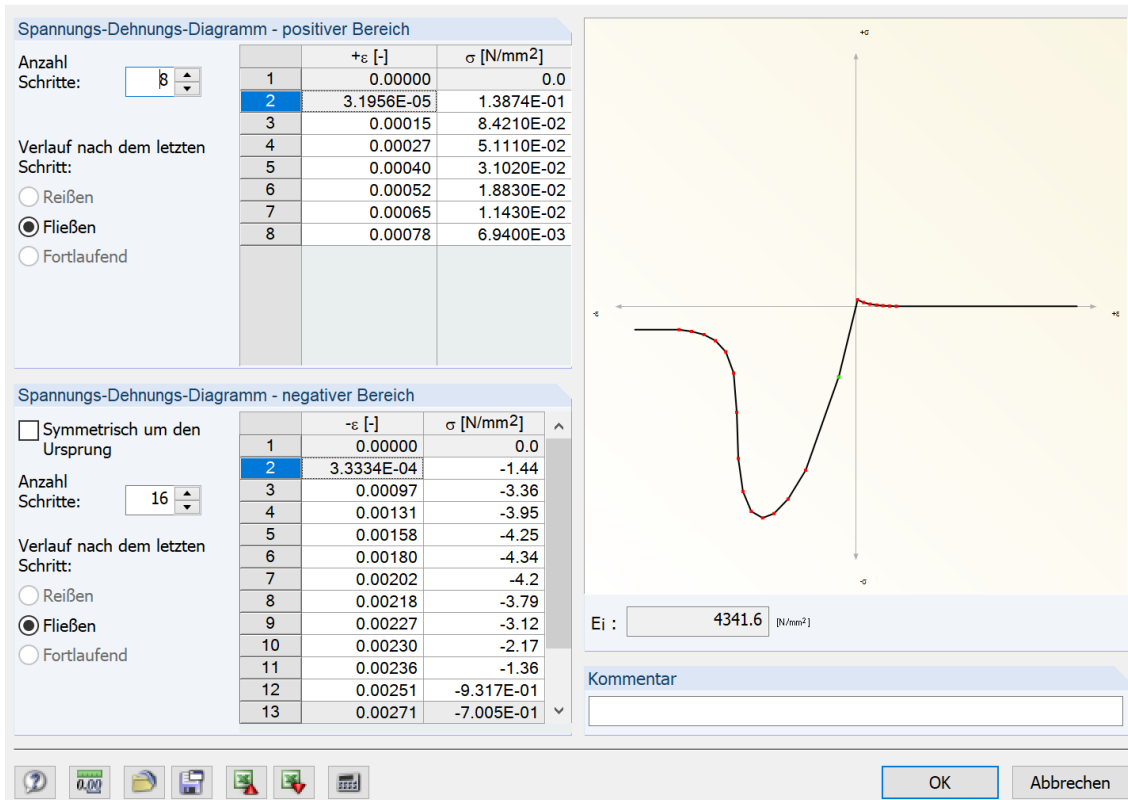 Spannungs-Dehnungs-Diagramm - positiver Bereich
Anzahl
Schritte: 8
Verlauf nach dem letzten
Schritt:
Reißen
Fließen
Fortlaufend
+ε [-] σ [N/mm2]
1 0.00000 0.0
2 3.1956E-05 1.3874E-01
3 0.00015 8.4210E-02
4 0.00027 5.1110E-02
5 0.00040 3.1020E-02
6 0.00052 1.8830E-02
7 0.00065 1.1430E-02
8 0.00078 6.9400E-03
Spannungs-Dehnungs-Diagramm - negativer Bereich
Symmetrisch um den
Ursprung
Anzahl
Schritte: 16
Verlauf nach dem letzten
Schritt:
Reißen
Fließen
Fortlaufend
-ε [-] σ [N/mm2]
1 0.00000 0.0
2 3.3334E-04 -1.44
3 0.00097 -3.36
4 0.00131 -3.95
5 0.00158 -4.25
6 0.00180 -4.34
7 0.00202 -4.2
8 0.00218 -3.79
9 0.00227 -3.12
10 0.00230 -2.17
11 0.00236 -1.36
12 0.00251 -9.317E-01
13 0.00271 -7.005E-01
+σ
-ε
+ε
-σ
Ei : 4341.6 [N/mm2]
Kommentar
0.00
OK
Abbrechen